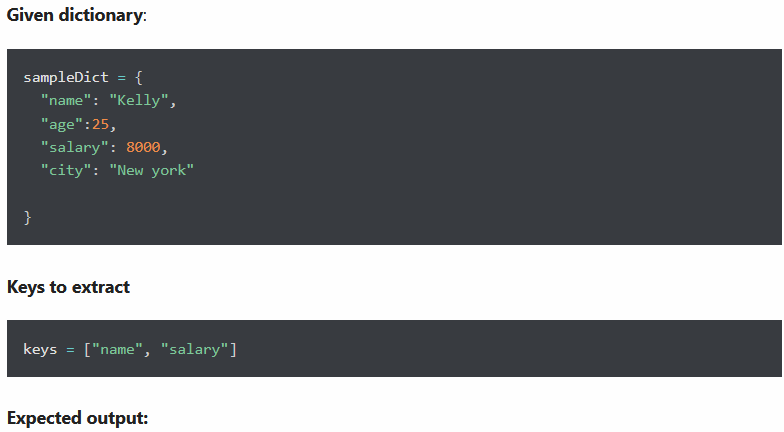 Given dictionary:
sampleDict = {
  "name": "Kelly",
  "age":25,
  "salary": 8000,
  "city": "New york"
}
Keys to extract
keys = ["name", "salary"]
Expected output: